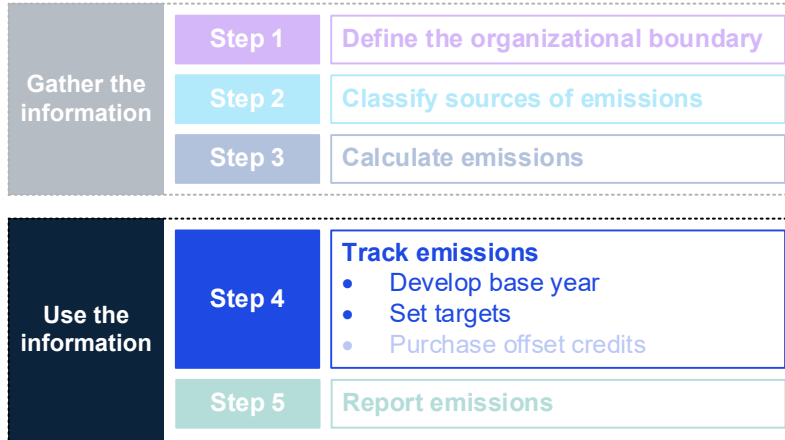 Gather the
information
Step 1
Define the organizational boundary
Step 2
Classify sources of emissions
Step 3
Calculate emissions
Use the
information
Step 4
Track emissions
• Develop base year
• Set targets
• Purchase offset credits
Step 5
Report emissions